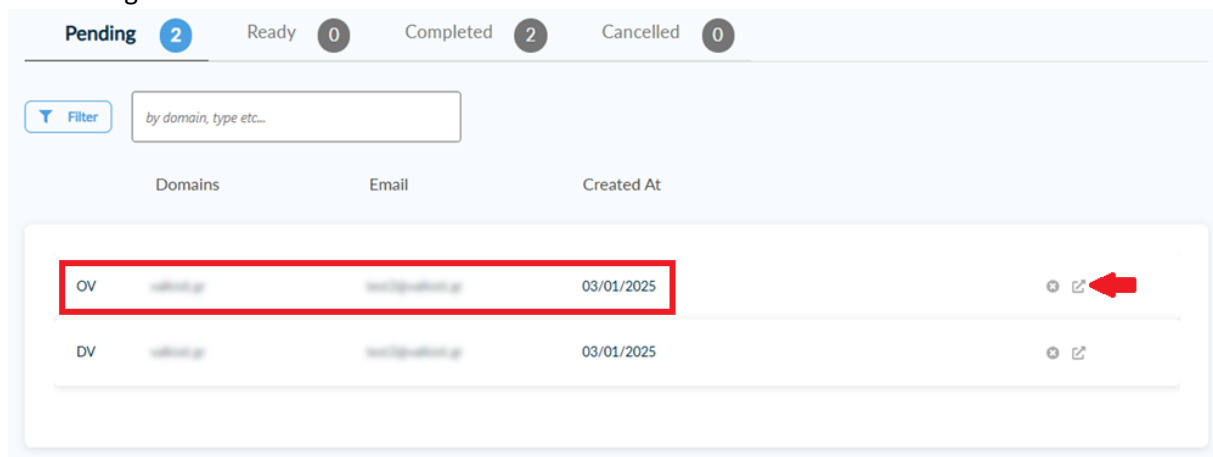 Pending 2 Ready 0 Completed 2 Cancelled 0
Filter by domain, type etc...
Domains Email Created At
OV 03/01/2025
DV 03/01/2025